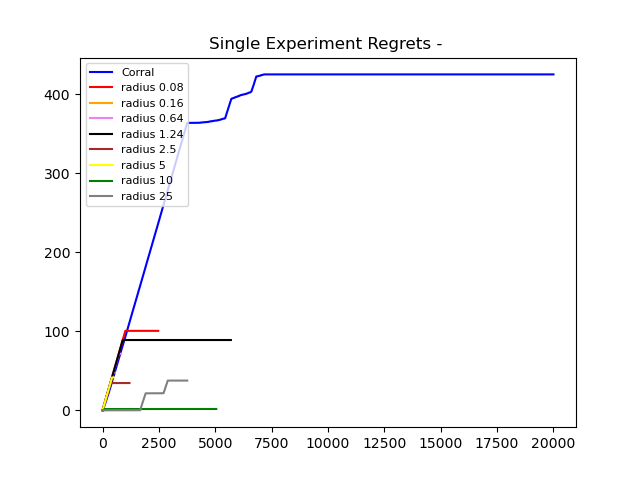 Single Experiment Regrets -
Corral
radius 0.08
radius 0.16
radius 0.64
radius 1.24
radius 2.5
radius 5
radius 10
radius 25
400
300
200
100
0
0 2500 5000 7500 10000 12500 15000 17500 20000